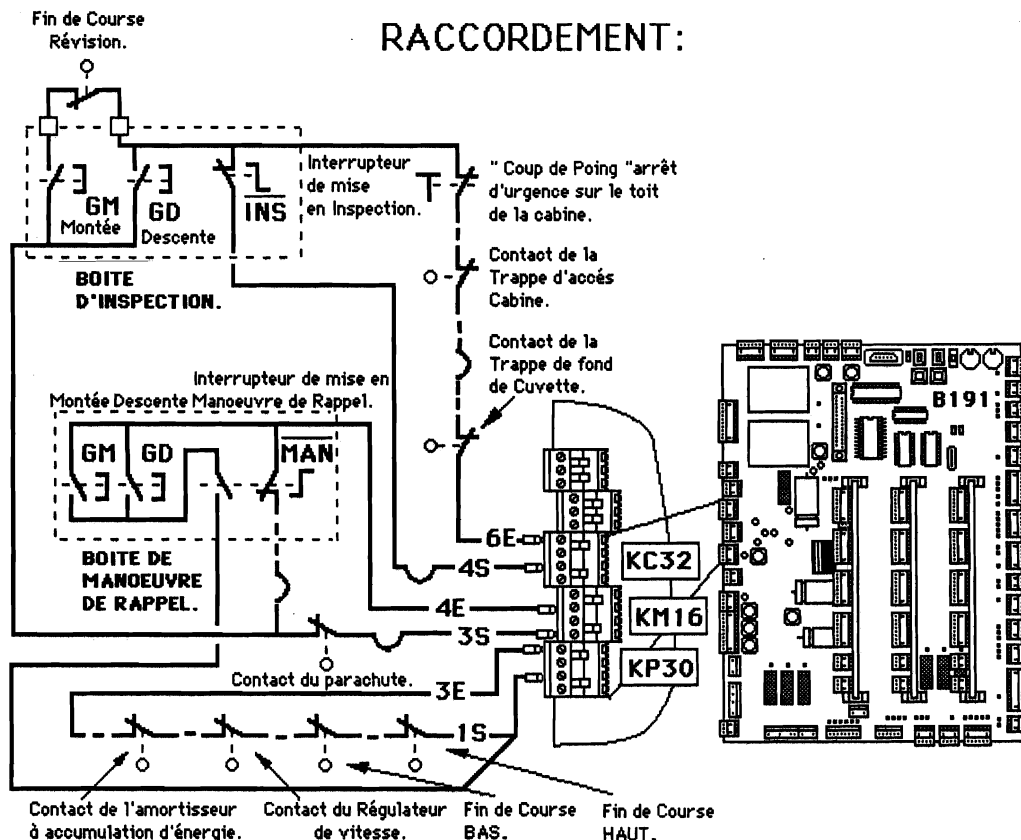 RACCORDEMENT:
Fin de Course
Révision.
GM
Montée
GD
Descente
INS
Interrupteur
de mise
en Inspection.
" Coup de Poing "arrêt
d'urgence sur le toit
de la cabine.
BOITE
D'INSPECTION.
Contact de la
Trappe d'accés
Cabine.
Contact de la
Trappe de fond
de Cuvette.
Interrupteur de mise en
Montée Descente Manoeuvre de Rappel.
GM
GD
MAN
BOITE DE
MANOEUVRE
DE RAPPEL.
B191
6E
4S
4E
3S
3E
1S
KC32
KM16
KP30
Contact du parachute.
Contact de l'amortisseur
à accumulation d'énergie.
Contact du Régulateur
de vitesse.
Fin de Course
BAS.
Fin de Course
HAUT.